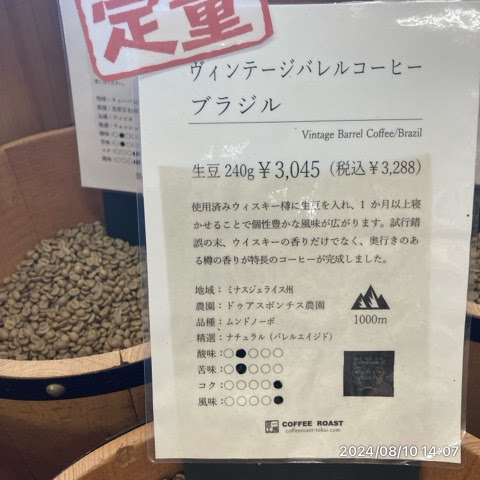 定量
ヴィンテージバレルコーヒー
ブラジル
Vintage Barrel Coffee/Brazil
生豆 240g ¥3,045（税込¥3,288）
使用済みウィスキー樽に生豆を入れ、1 か月以上寝
かせることで個性豊かな風味が広がります。試行錯
誤の末、ウイスキーの香りだけでなく、奥行きのあ
る樽の香りが特長のコーヒーが完成しました。
地域：ミナスジェライス州
農園：ドゥアスポンチス農園
品種：ムンドノーボ
精選：ナチュラル（バレルエイジド）
1000m
酸味：○●○○○
苦味：○●○○○
コク：○○○○●
風味：○○○○●
COFFEE ROAST
coffeeroast-tokai.com
2024/08/10 14:07